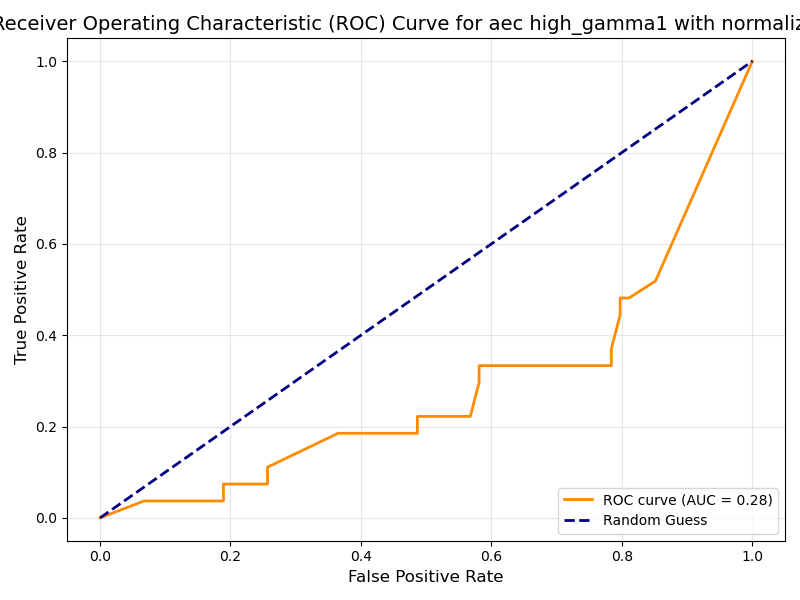 Receiver Operating Characteristic (ROC) Curve for aec high_gamma1 with normaliz
1.0
0.8
0.6
0.4
0.2
0.0
True Positive Rate
ROC curve (AUC = 0.28)
Random Guess
0.0 0.2 0.4 0.6 0.8 1.0
False Positive Rate